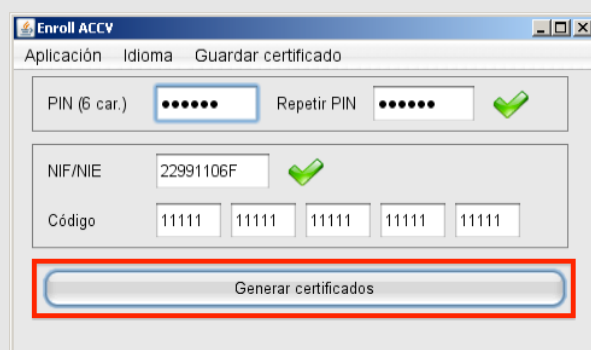 Enroll ACCV
Aplicación Idioma Guardar certificado
PIN (6 car.) •••••• Repetir PIN ••••••
NIF/NIE 22991106F
Código 11111 11111 11111 11111 11111
Generar certificados